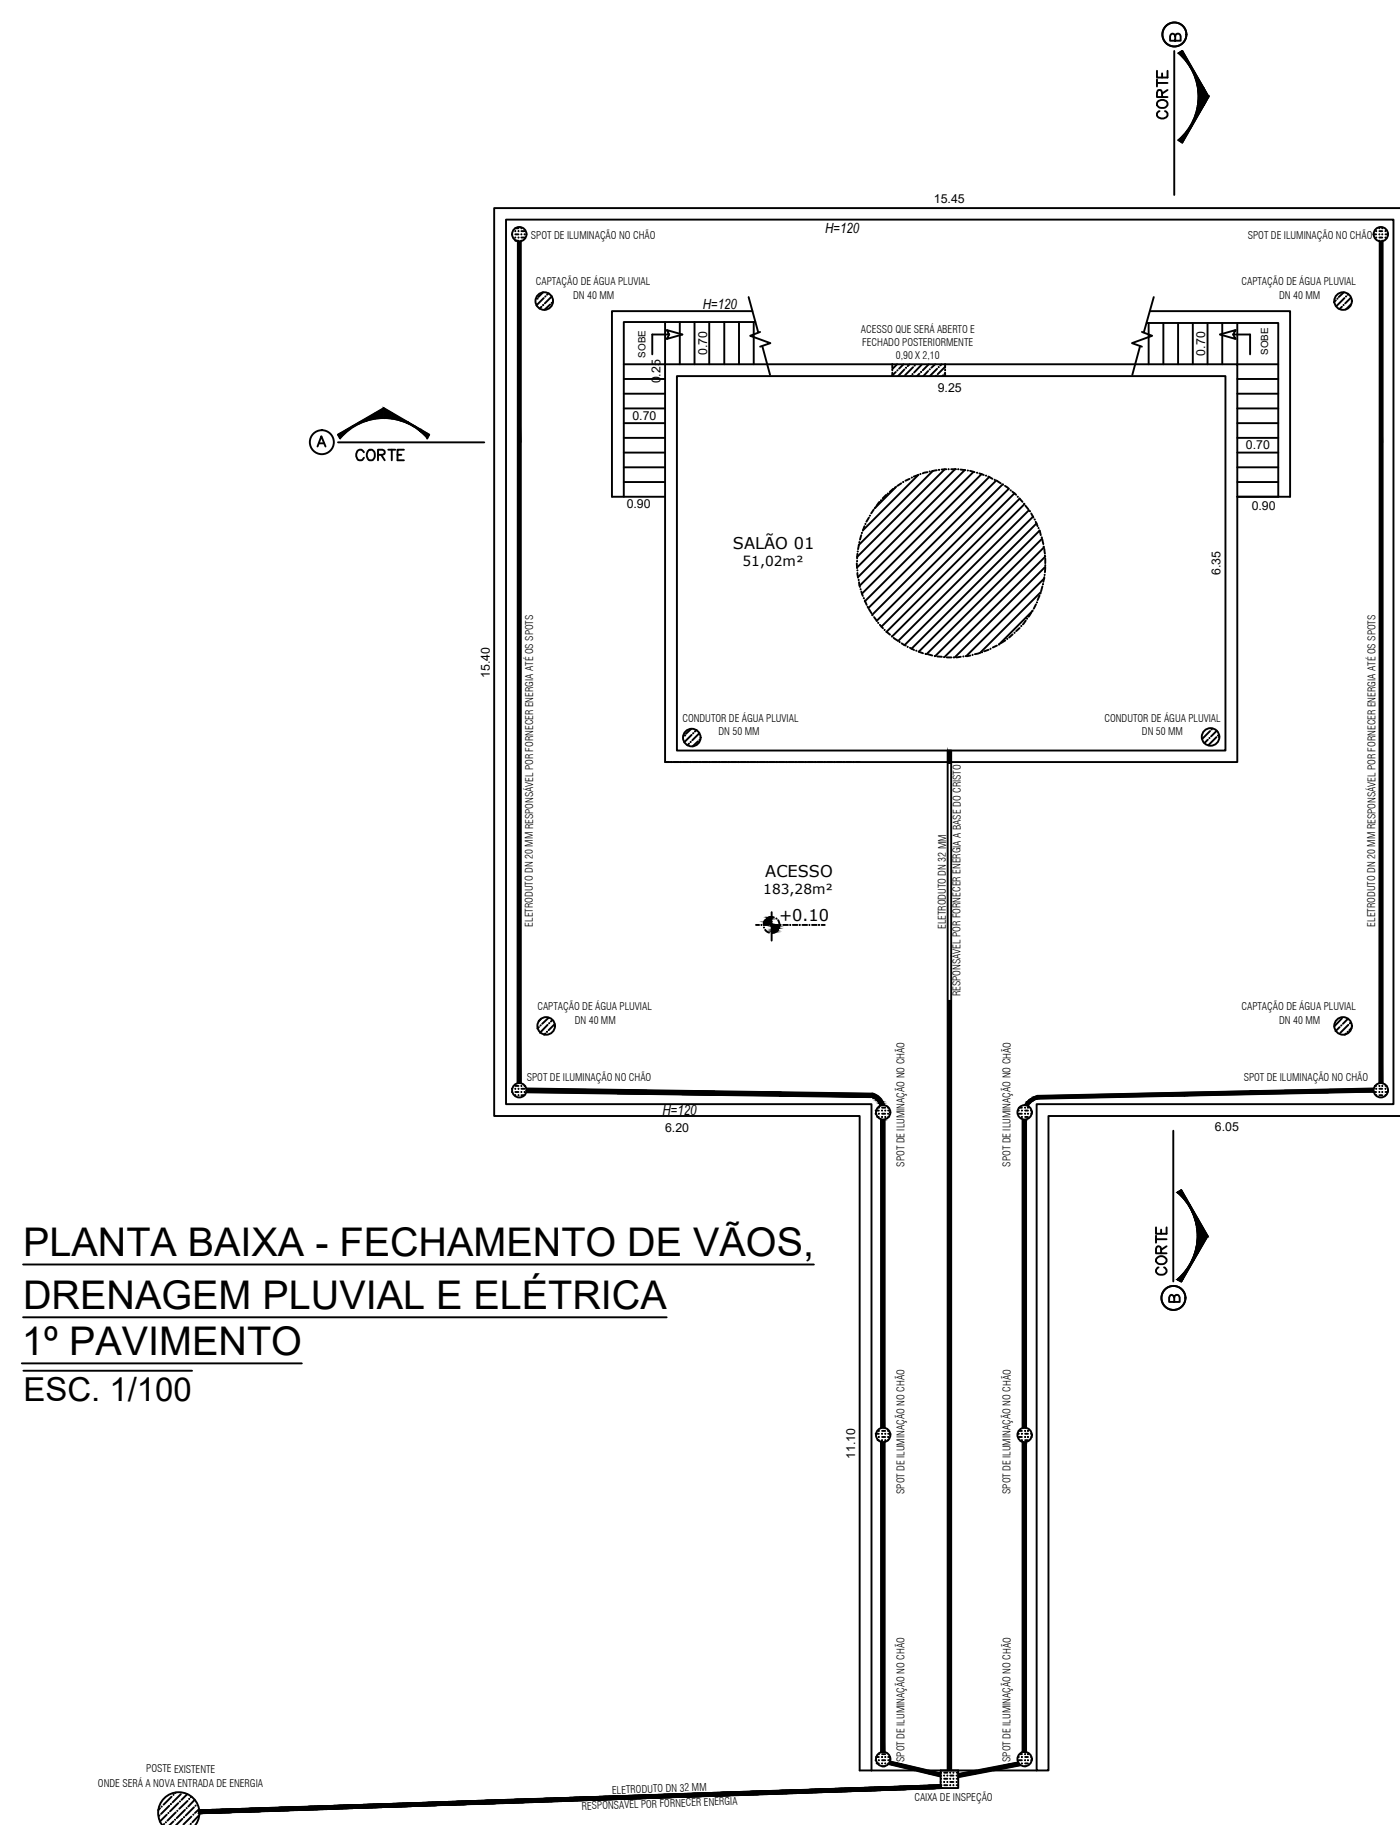 B
CORTE
15.45
H=120
SPOT DE ILUMINAÇÃO NO CHÃO
SPOT DE ILUMINAÇÃO NO CHÃO
CAPTAÇÃO DE ÁGUA PLUVIAL
DN 40 MM
CAPTAÇÃO DE ÁGUA PLUVIAL
DN 40 MM
H=120
SOBE
0.70
0.25
ACESSO QUE SERÁ ABERTO E
FECHADO POSTERIORMENTE
0,90 X 2,10
0.70
SOBE
9.25
0.70
0.70
A
CORTE
0.90
0.90
SALÃO 01
51,02m²
6.35
15.40
ELETRODUTO DN 20 MM RESPONSÁVEL POR FORNECER ENERGIA ATÉ OS SPOTS
ELETRODUTO DN 20 MM RESPONSÁVEL POR FORNECER ENERGIA ATÉ OS SPOTS
CONDUTOR DE ÁGUA PLUVIAL
DN 50 MM
CONDUTOR DE ÁGUA PLUVIAL
DN 50 MM
ELETRODUTO DN 32 MM
RESPONSAVEL POR FORNECER ENERGIA A BASE DO CRISTO
ACESSO
183,28m²
+0.10
CAPTAÇÃO DE ÁGUA PLUVIAL
DN 40 MM
CAPTAÇÃO DE ÁGUA PLUVIAL
DN 40 MM
SPOT DE ILUMINAÇÃO NO CHÃO
SPOT DE ILUMINAÇÃO NO CHÃO
SPOT DE ILUMINAÇÃO NO CHÃO
SPOT DE ILUMINAÇÃO NO CHÃO
H=120
6.20
6.05
CORTE
B
PLANTA BAIXA - FECHAMENTO DE VÃOS,
DRENAGEM PLUVIAL E ELÉTRICA
1º PAVIMENTO
ESC. 1/100
11.10
SPOT DE ILUMINAÇÃO NO CHÃO
SPOT DE ILUMINAÇÃO NO CHÃO
SPOT DE ILUMINAÇÃO NO CHÃO
SPOT DE ILUMINAÇÃO NO CHÃO
POSTE EXISTENTE
ONDE SERÁ A NOVA ENTRADA DE ENERGIA
ELETRODUTO DN 32 MM
RESPONSAVEL POR FORNECER ENERGIA
CAIXA DE INSPEÇÃO